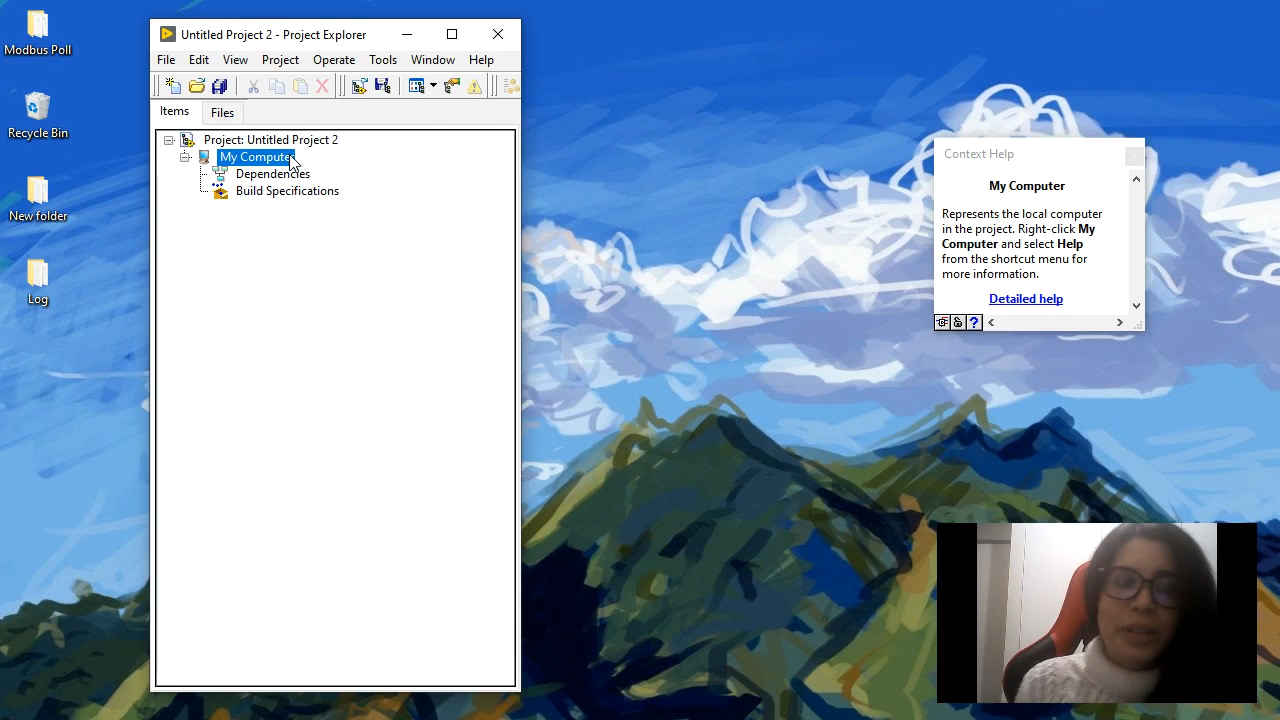 Modbus Poll
Recycle Bin
New folder
Log
Untitled Project 2 - Project Explorer
File Edit View Project Operate Tools Window Help
Items Files
Project: Untitled Project 2
My Computer
Dependencies
Build Specifications
Context Help
My Computer
Represents the local computer
in the project. Right-click My
Computer and select Help
from the shortcut menu for
more information.
Detailed help